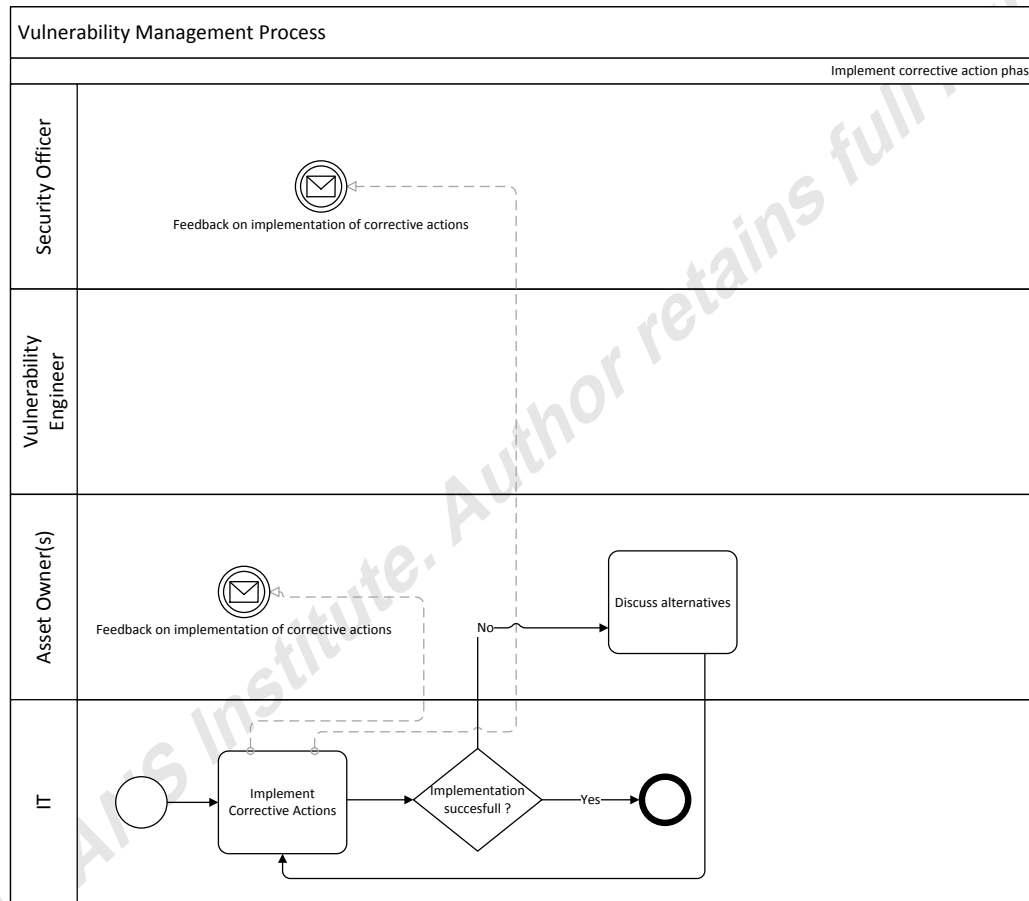 Vulnerability Management Process
Implement corrective action phas
Security Officer
Feedback on implementation of corrective actions
Vulnerability
Engineer
Asset Owner(s)
Feedback on implementation of corrective actions
Discuss alternatives
No
IT
Implement
Corrective Actions
Implementation
succesfull ?
Yes
ANS Institute. Author retains full